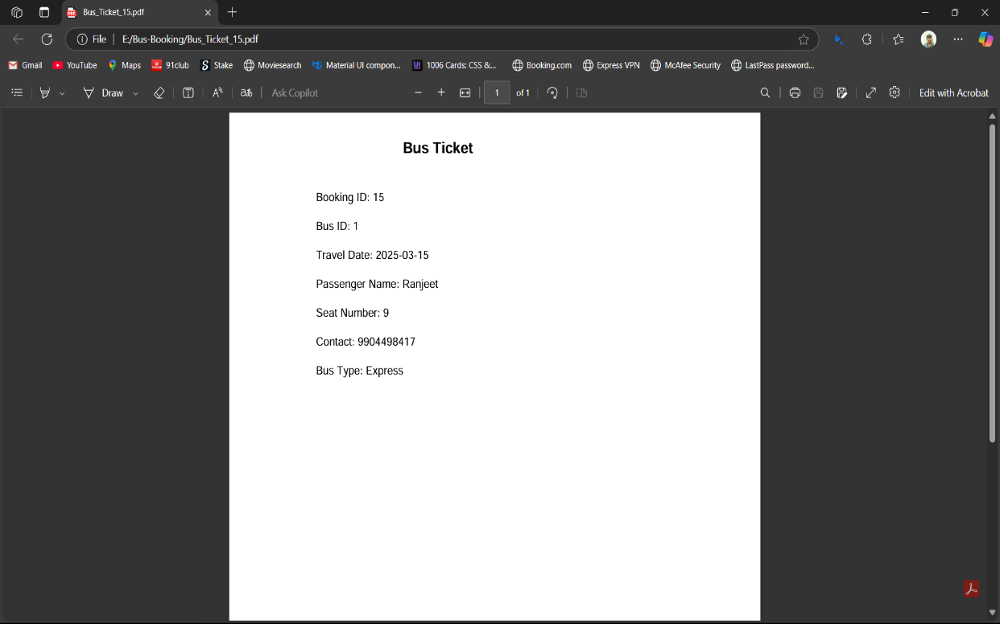 Bus_Ticket_15.pdf
File E:/Bus-Booking/Bus_Ticket_15.pdf
Gmail YouTube Maps 91club Stake Moviesearch Material UI compon... 1006 Cards: CSS &... Booking.com Express VPN McAfee Security LastPass password...
Draw Ask Copilot 1 of 1 Edit with Acrobat
Bus Ticket
Booking ID: 15
Bus ID: 1
Travel Date: 2025-03-15
Passenger Name: Ranjeet
Seat Number: 9
Contact: 9904498417
Bus Type: Express